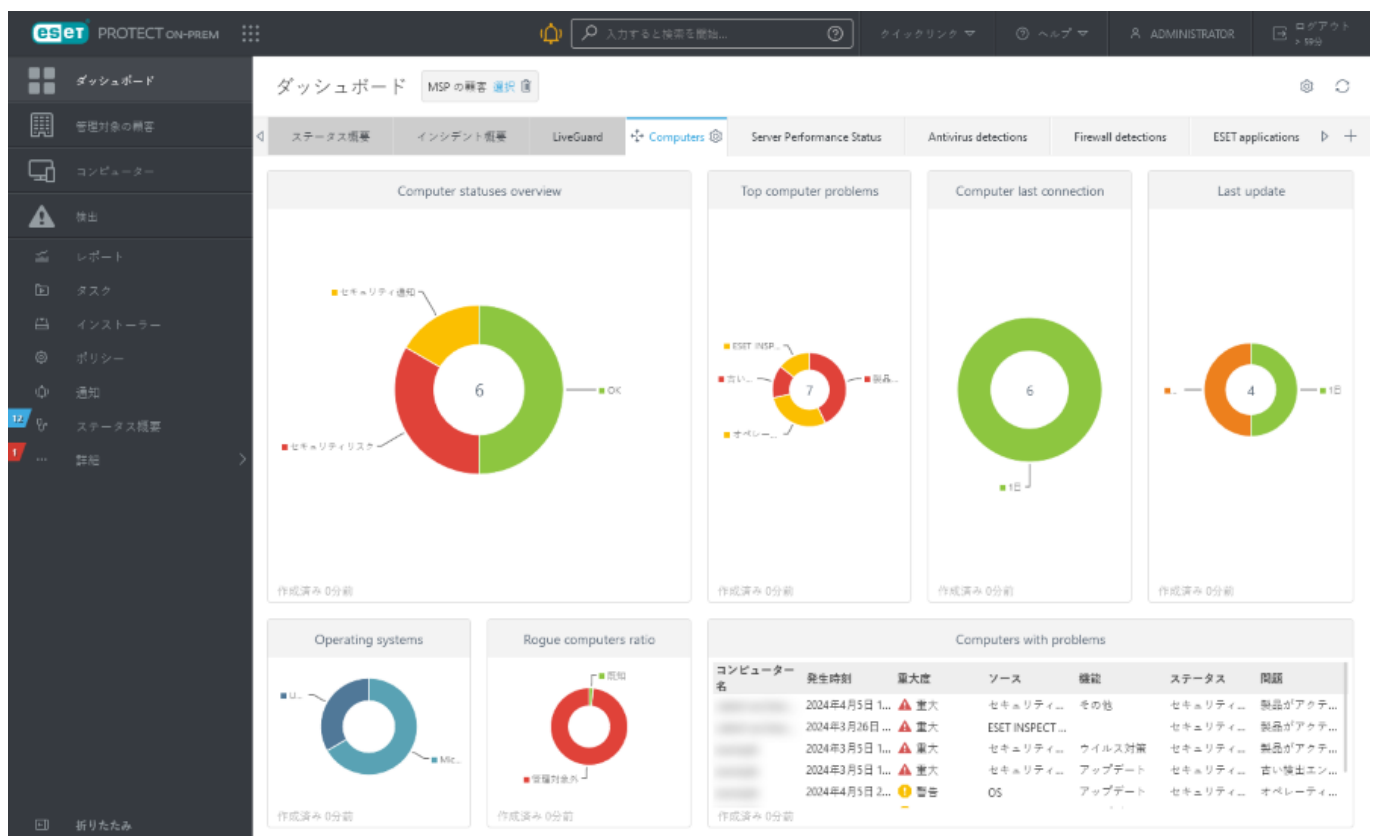 eset PROTECT ON-PREM
入力すると検索を開始...
クイックリンク
ヘルプ
ADMINISTRATOR
ログアウト
> 59分
ダッシュボード
管理対象の顧客
コンピューター
検出
レポート
タスク
インストーラー
ポリシー
通知
12
ステータス概要
1
詳細
折りたたみ
ダッシュボード
MSP の顧客 選択
ステータス概要
インシデント概要
LiveGuard
Computers
Server Performance Status
Antivirus detections
Firewall detections
ESET applications
Computer statuses overview
セキュリティ通知
6
OK
セキュリティリスク
作成済み 0分前
Top computer problems
ESET INSP...
古い...
7
製品...
オペレー...
作成済み 0分前
Computer last connection
6
1日
作成済み 0分前
Last update
...
4
1日
作成済み 0分前
Operating systems
U...
Mic...
作成済み 0分前
Rogue computers ratio
既知
管理対象外
作成済み 0分前
Computers with problems
コンピューター名 発生時刻 重大度 ソース 機能 ステータス 問題
2024年4月5日 1... 重大 セキュリティ... その他 セキュリティ... 製品がアクテ...
2024年3月26日 ... 重大 ESET INSPECT ... セキュリティ... 製品がアクテ...
2024年3月5日 1... 重大 セキュリティ... ウイルス対策 セキュリティ... 製品がアクテ...
2024年3月5日 1... 重大 セキュリティ... アップデート セキュリティ... 古い検出エン...
2024年4月5日 2... 警告 OS アップデート セキュリティ... オペレーティ...
作成済み 0分前